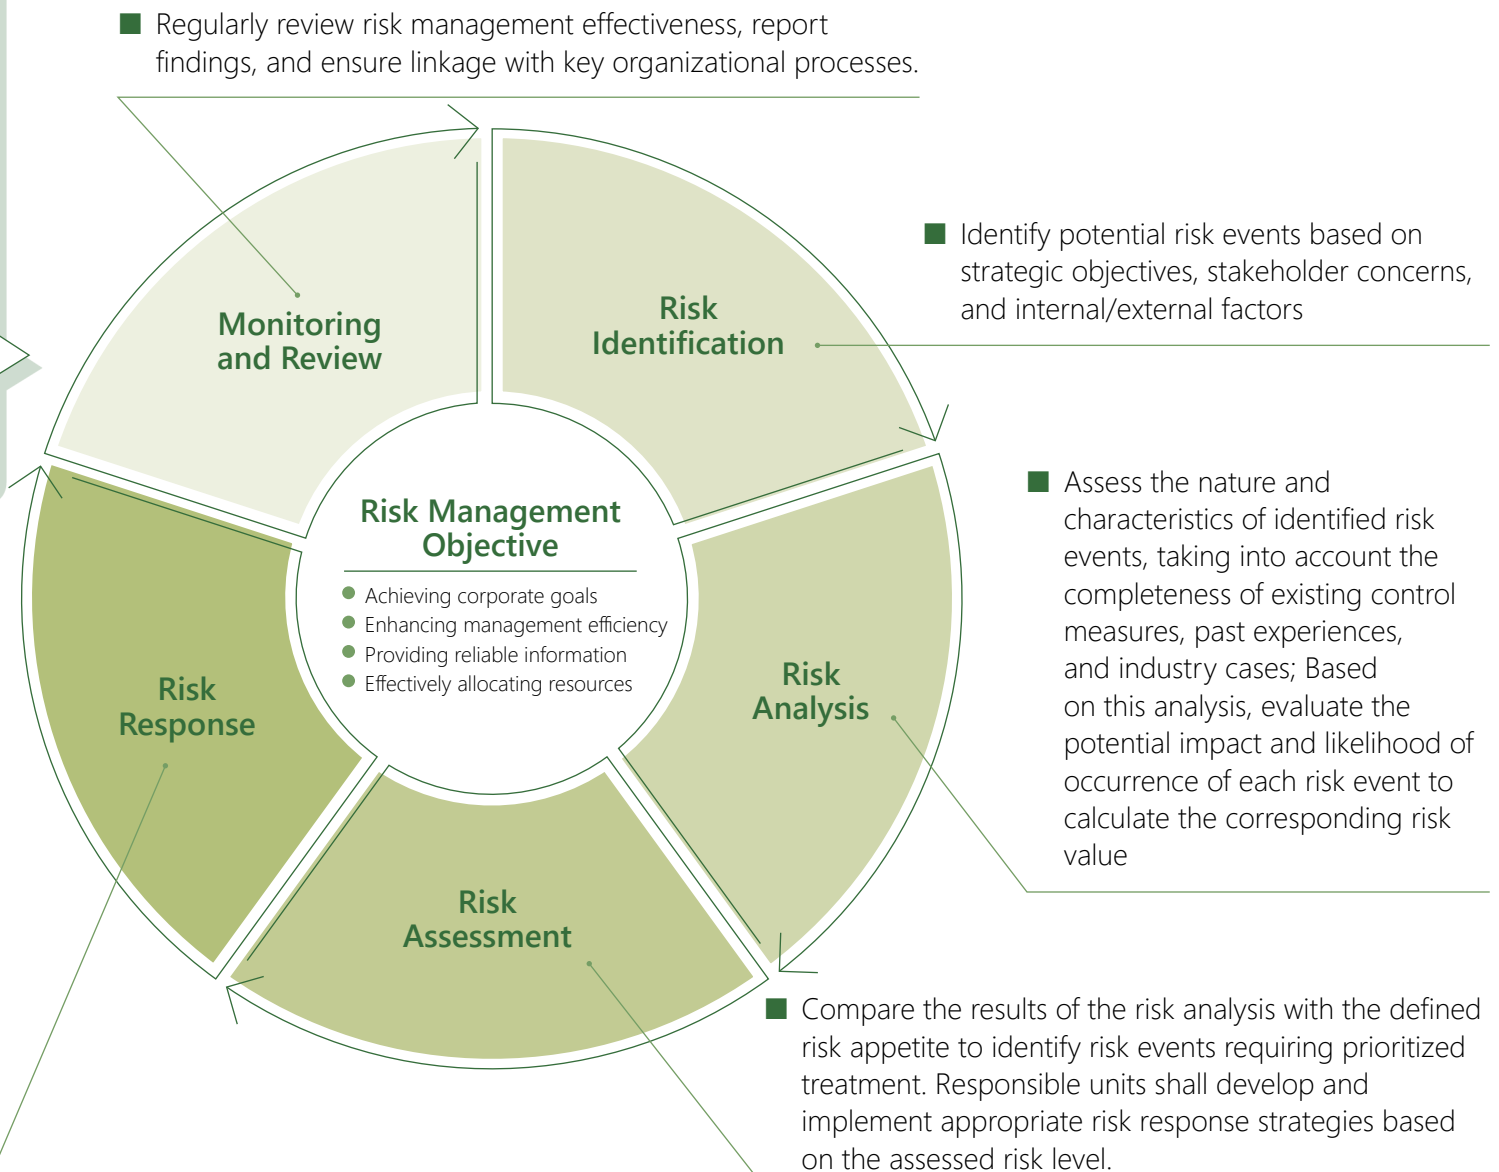 ■ Regularly review risk management effectiveness, report
findings, and ensure linkage with key organizational processes.
Monitoring
and Review
Risk
Identification
■ Identify potential risk events based on
strategic objectives, stakeholder concerns,
and internal/external factors
Risk Management
Objective
● Achieving corporate goals
● Enhancing management efficiency
● Providing reliable information
● Effectively allocating resources
Risk
Analysis
■ Assess the nature and
characteristics of identified risk
events, taking into account the
completeness of existing control
measures, past experiences,
and industry cases; Based
on this analysis, evaluate the
potential impact and likelihood of
occurrence of each risk event to
calculate the corresponding risk
value
Risk
Response
Risk
Assessment
■ Compare the results of the risk analysis with the defined
risk appetite to identify risk events requiring prioritized
treatment. Responsible units shall develop and
implement appropriate risk response strategies based
on the assessed risk level.